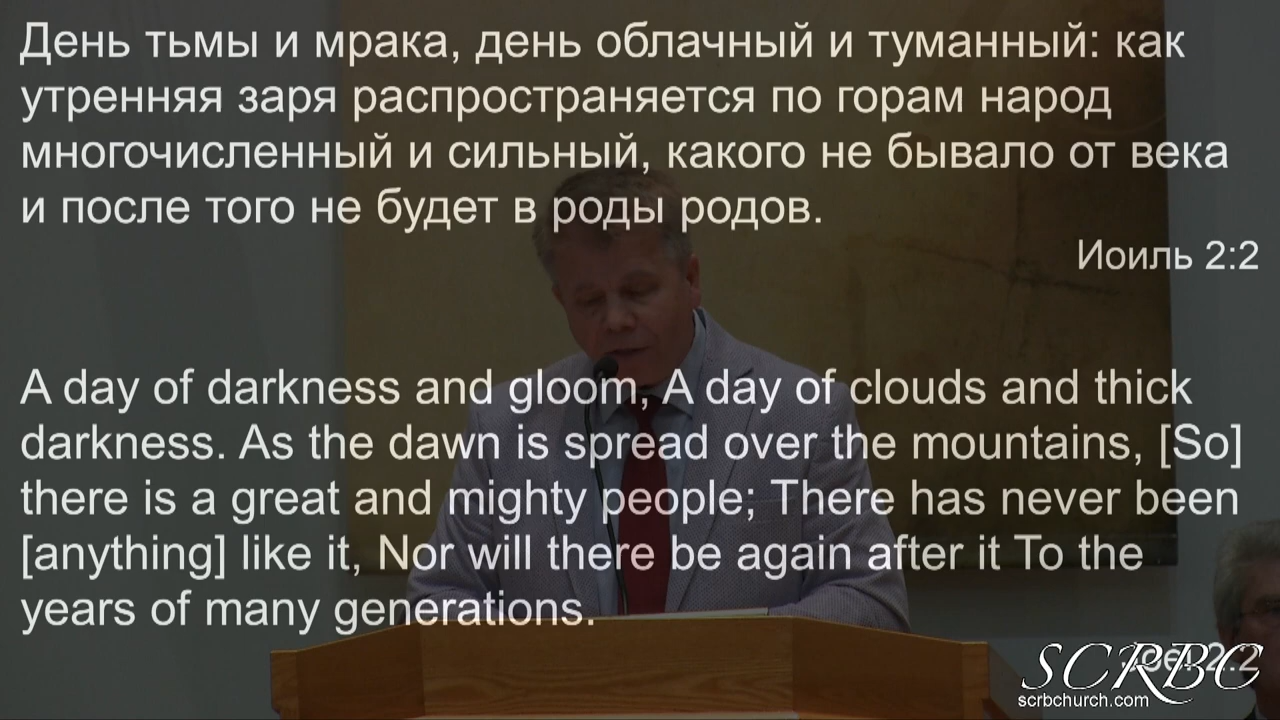 День тьмы и мрака, день облачный и туманный: как
утренняя заря распространяется по горам народ
многочисленный и сильный, какого не бывало от века
и после того не будет в роды родов.
Иоиль 2:2
A day of darkness and gloom, A day of clouds and thick
darkness. As the dawn is spread over the mountains, [So]
there is a great and mighty people; There has never been
[anything] like it, Nor will there be again after it To the
years of many generations.
Joel 2:2
SCRBC
scrbchurch.com